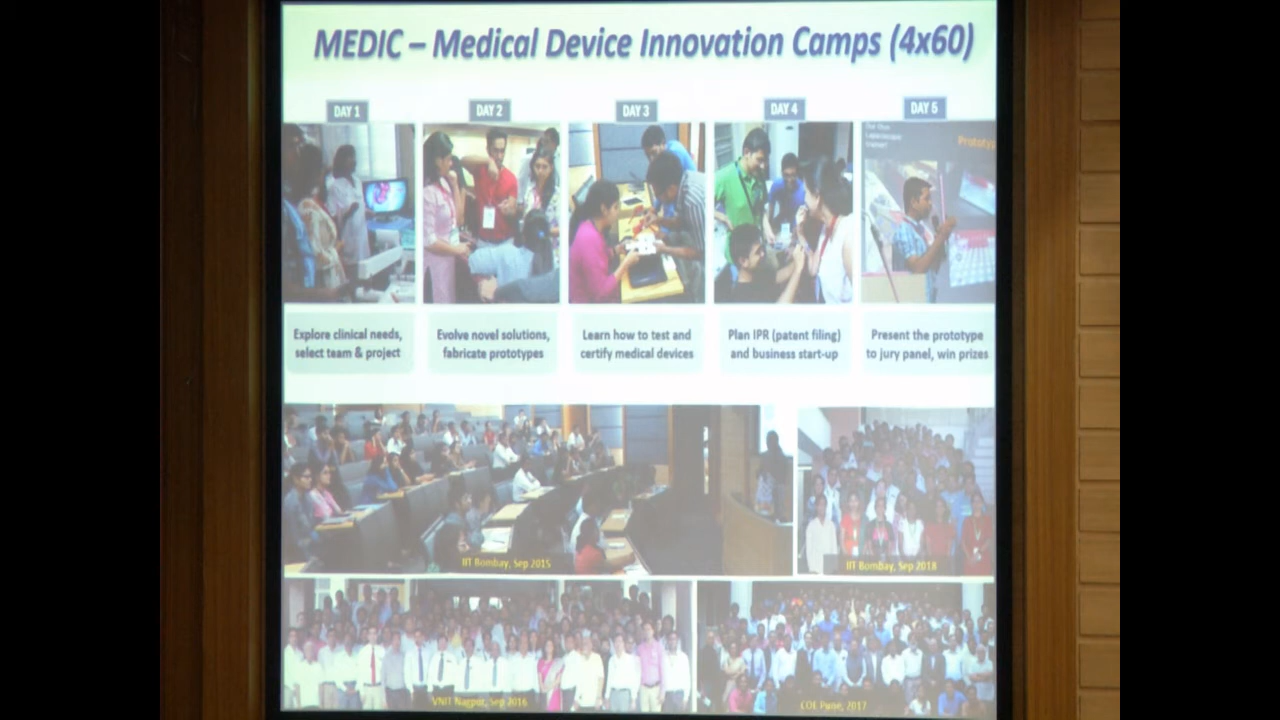 MEDIC – Medical Device Innovation Camps (4x60)
DAY 1
DAY 2
DAY 3
DAY 4
DAY 5
Prototyp
Explore clinical needs,
select team & project
Evolve novel solutions,
fabricate prototypes
Learn how to test and
certify medical devices
Plan IPR (patent filing)
and business start-up
Present the prototype
to jury panel, win prizes
IIT Bombay, Sep 2015
IIT Bombay, Sep 2018
VNIT Nagpur, Sep 2016
COE Pune, 2017